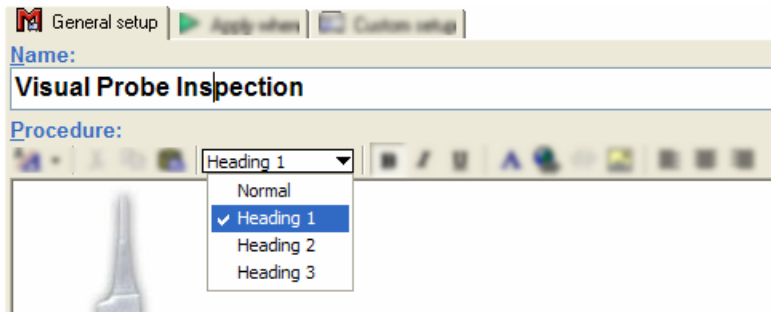 General setup Apply when Custom setup
Name:
Visual Probe Inspection
Procedure:
Heading 1
Normal
Heading 1
Heading 2
Heading 3